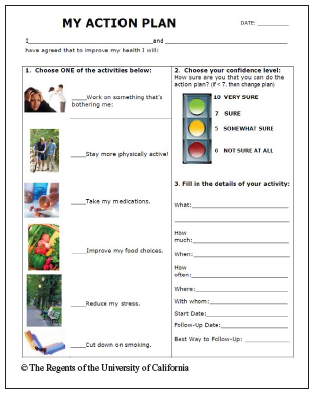 MY ACTION PLAN
DATE: __________
I______________________________and ______________________________
have agreed that to improve my health I will:
1. Choose ONE of the activities below:
____Work on something's that's
bothering me:
____Stay more physically active!
____Take my medications.
____Improve my food choices.
____Reduce my stress.
____Cut down on smoking.
2. Choose your confidence level:
How sure are you that you can do the
action plan? (if < 7, then change plan)
10 VERY SURE
7 SURE
5 SOMEWHAT SURE
0 NOT SURE AT ALL
3. Fill in the details of your activity:
What:______________________
How
much:______________________
When:______________________
How
often:______________________
Where:______________________
With whom:______________________
Start Date:______________________
Follow-Up Date:______________________
Best Way to Follow-Up: __________
© The Regents of the University of California